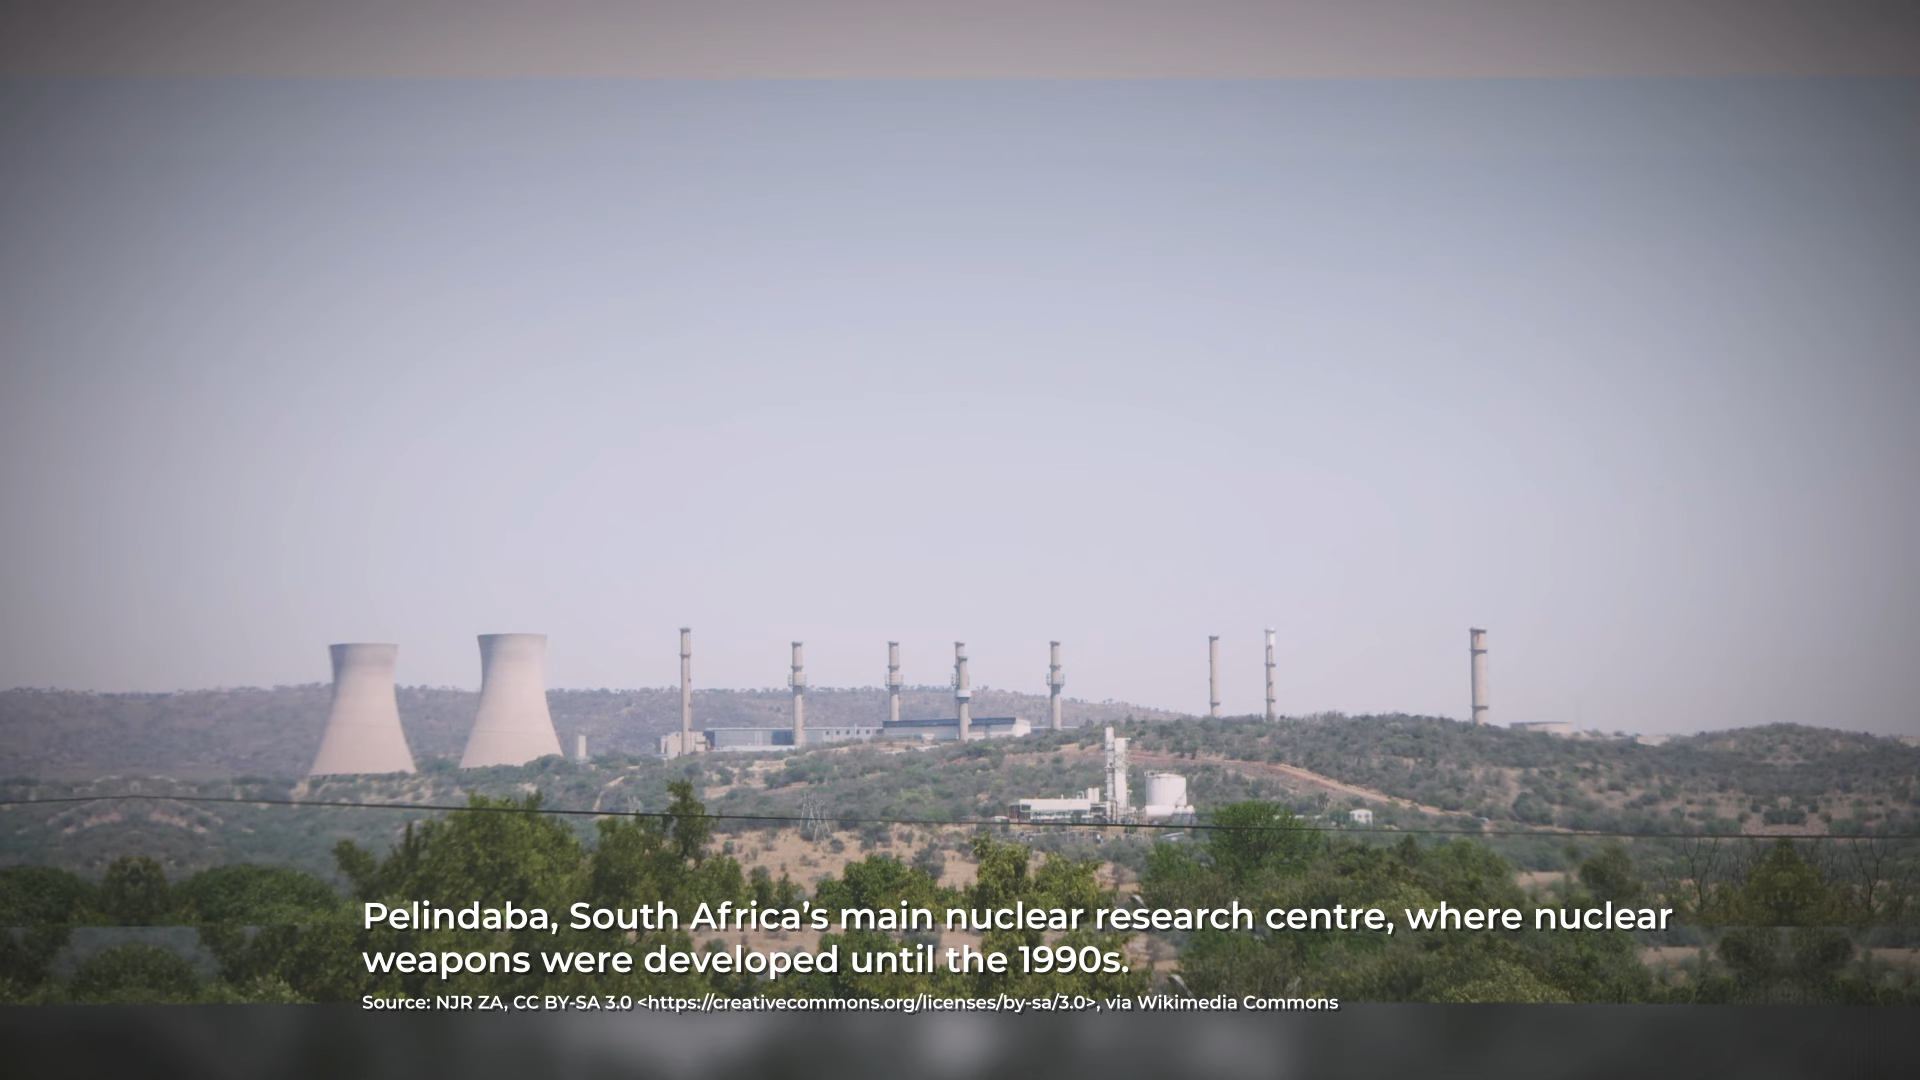 Pelindaba, South Africa’s main nuclear research centre, where nuclear
weapons were developed until the 1990s.
Source: NJR ZA, CC BY-SA 3.0 <https://creativecommons.org/licenses/by-sa/3.0>, via Wikimedia Commons